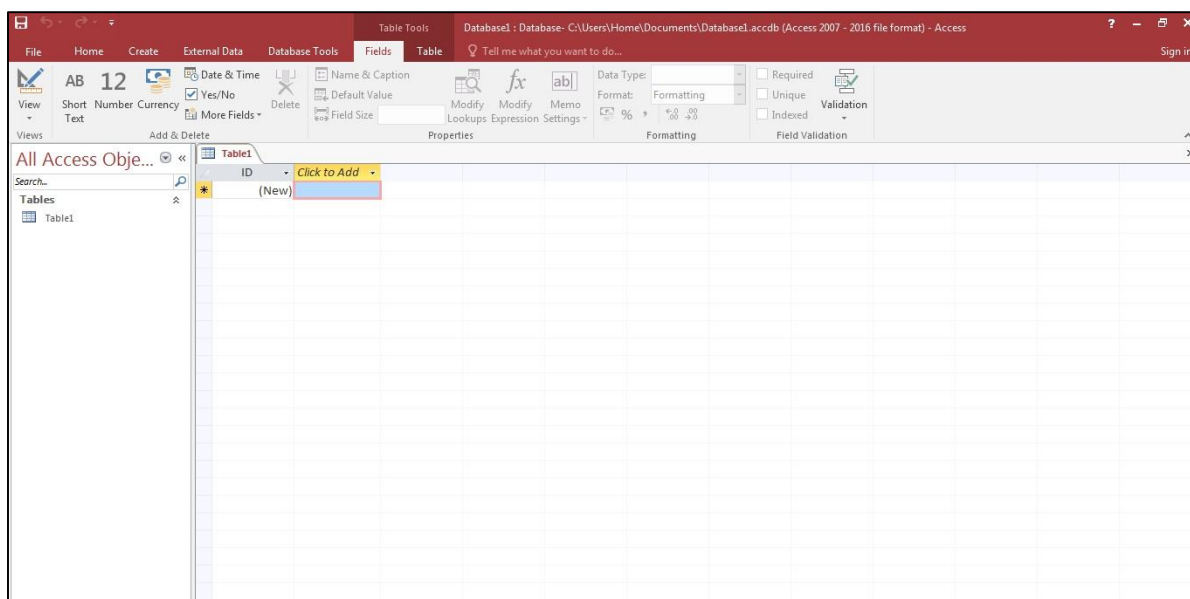 Table Tools Database1 : Database- C:\Users\Home\Documents\Database1.accdb (Access 2007 - 2016 file format) - Access ?
File Home Create External Data Database Tools Fields Table Tell me what you want to do... Sign in
View
AB Short Text
12 Number
Currency
Date & Time
Yes/No
More Fields
Delete
Name & Caption
Default Value
Field Size
Modify Lookups
fx Modify Expression
ab Memo Settings
Data Type:
Format: Formatting
% ,
Required
Unique
Indexed
Validation
Views Add & Delete Properties Formatting Field Validation
All Access Obje... «
Search...
Tables
Table1
Table1
ID Click to Add
* (New)